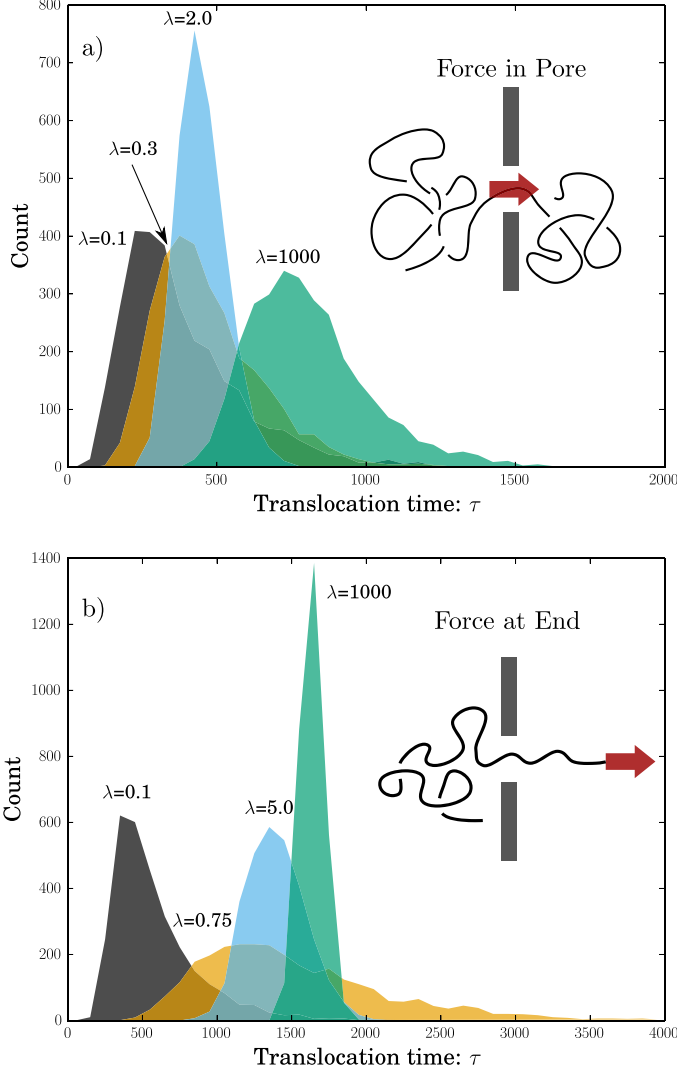 800
a)
λ=2.0
Force in Pore
700
600
λ=0.3
500
Count
400
λ=0.1
λ=1000
300
200
100
0
0 500 1000 1500 2000
Translocation time: τ
1400
b)
λ=1000
Force at End
1200
1000
Count
800
λ=0.1
λ=5.0
600
400
λ=0.75
200
0
0 500 1000 1500 2000 2500 3000 3500 4000
Translocation time: τ